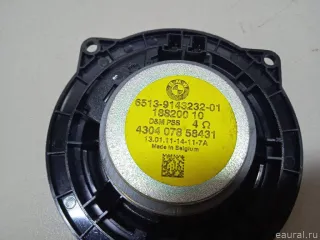 6513-9143232-01
188200 10
D&M PSS 4 Ω
4304 078 58431
13.01.11-14-11-7A
Made in Belgium
eaural.ru